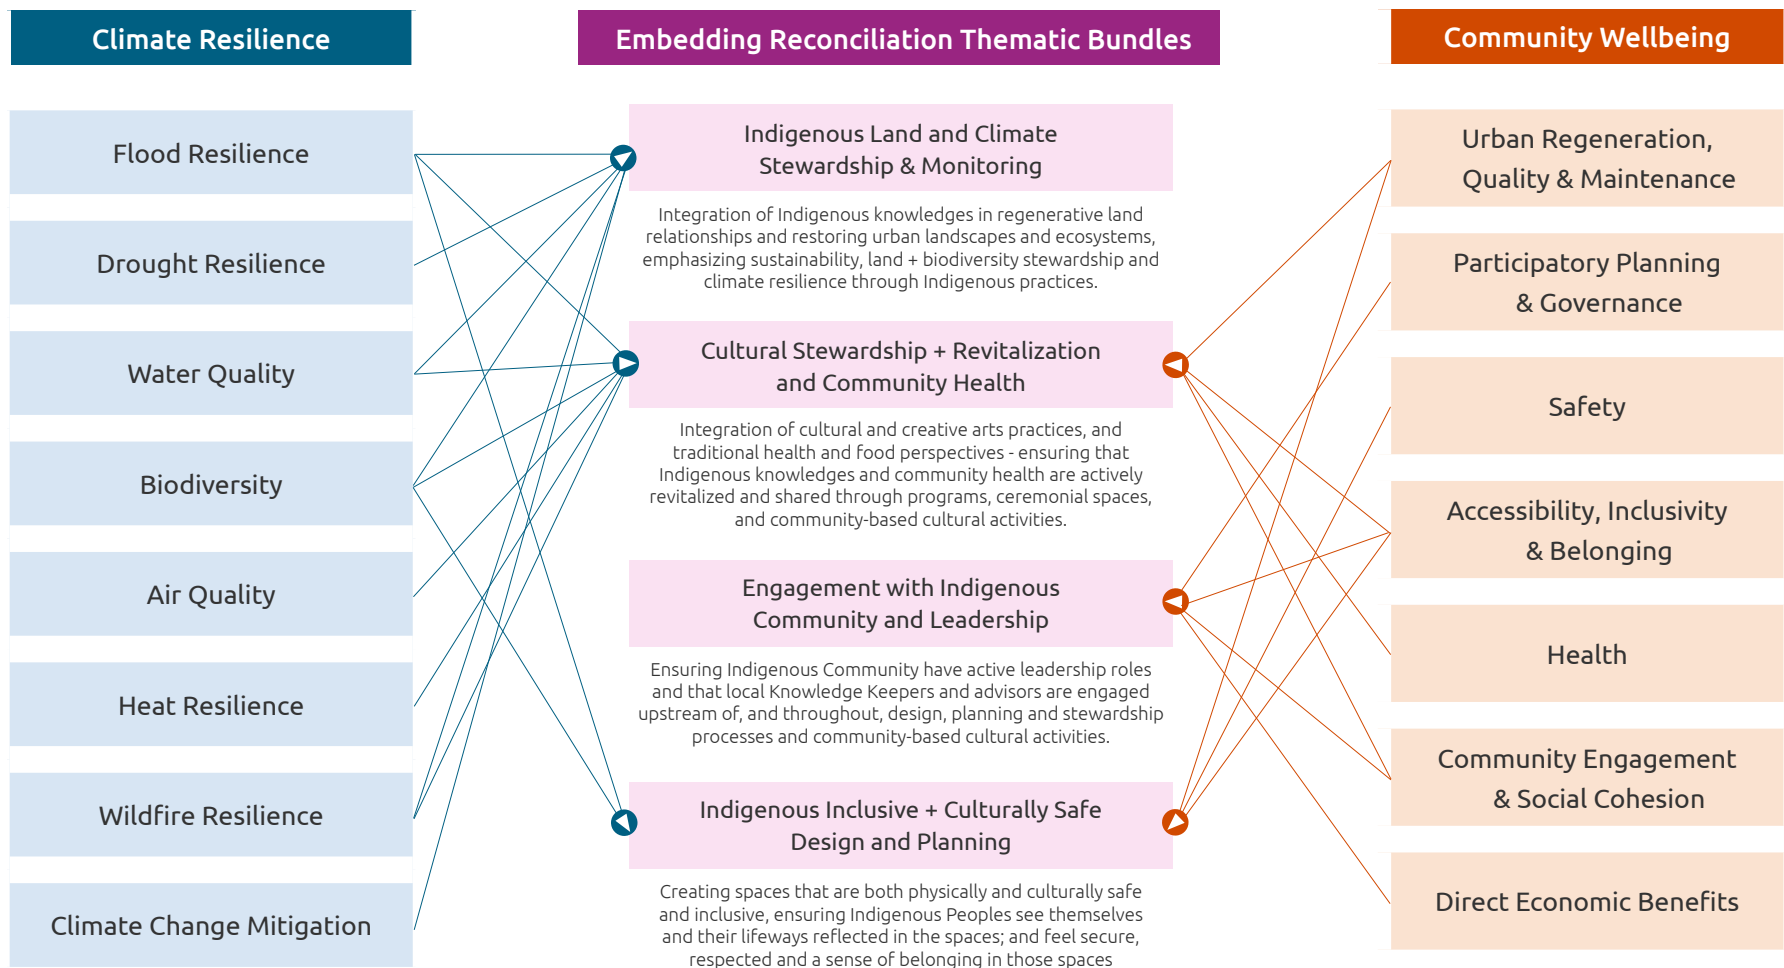 Climate Resilience
Flood Resilience
Drought Resilience
Water Quality
Biodiversity
Air Quality
Heat Resilience
Wildfire Resilience
Climate Change Mitigation
Embedding Reconciliation Thematic Bundles
Indigenous Land and Climate
Stewardship & Monitoring
Integration of Indigenous knowledges in regenerative land
relationships and restoring urban landscapes and ecosystems,
emphasizing sustainability, land + biodiversity stewardship and
climate resilience through Indigenous practices.
Cultural Stewardship + Revitalization
and Community Health
Integration of cultural and creative arts practices, and
traditional health and food perspectives - ensuring that
Indigenous knowledges and community health are actively
revitalized and shared through programs, ceremonial spaces,
and community-based cultural activities.
Engagement with Indigenous
Community and Leadership
Ensuring Indigenous Community have active leadership roles
and that local Knowledge Keepers and advisors are engaged
upstream of, and throughout, design, planning and stewardship
processes and community-based cultural activities.
Indigenous Inclusive + Culturally Safe
Design and Planning
Creating spaces that are both physically and culturally safe
and inclusive, ensuring Indigenous Peoples see themselves
and their lifeways reflected in the spaces; and feel secure,
respected and a sense of belonging in those spaces
Community Wellbeing
Urban Regeneration,
Quality & Maintenance
Participatory Planning
& Governance
Safety
Accessibility, Inclusivity
& Belonging
Health
Community Engagement
& Social Cohesion
Direct Economic Benefits